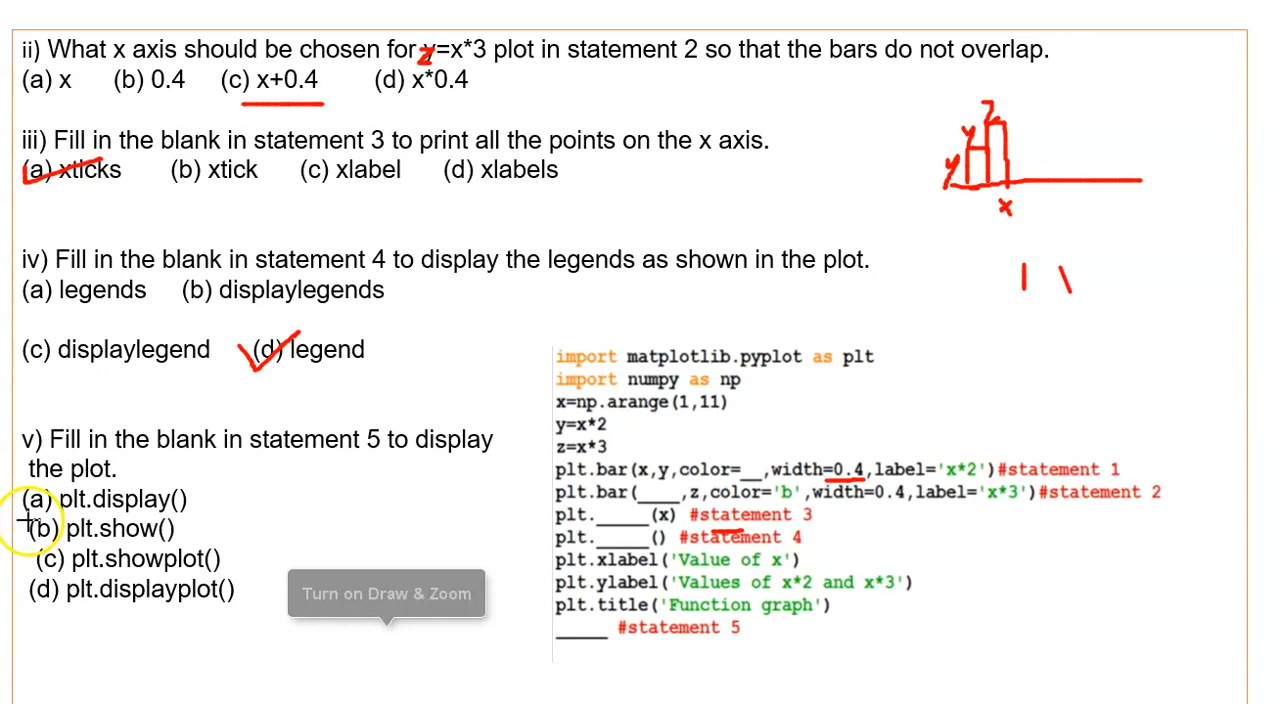 ii) What x axis should be chosen for z=x*3 plot in statement 2 so that the bars do not overlap.
(a) x (b) 0.4 (c) x+0.4 (d) x*0.4
iii) Fill in the blank in statement 3 to print all the points on the x axis.
(a) xticks (b) xtick (c) xlabel (d) xlabels
z
y
y
x
iv) Fill in the blank in statement 4 to display the legends as shown in the plot.
(a) legends (b) displaylegends
(c) displaylegend (d) legend
v) Fill in the blank in statement 5 to display
the plot.
(a) plt.display()
(b) plt.show()
(c) plt.showplot()
(d) plt.displayplot()
Turn on Draw & Zoom
import matplotlib.pyplot as plt
import numpy as np
x=np.arange(1,11)
y=x*2
z=x*3
plt.bar(x,y,color=__,width=0.4,label='x*2')#statement 1
plt.bar(____,z,color='b',width=0.4,label='x*3')#statement 2
plt._____(x) #statement 3
plt._____() #statement 4
plt.xlabel('Value of x')
plt.ylabel('Values of x*2 and x*3')
plt.title('Function graph')
_____ #statement 5